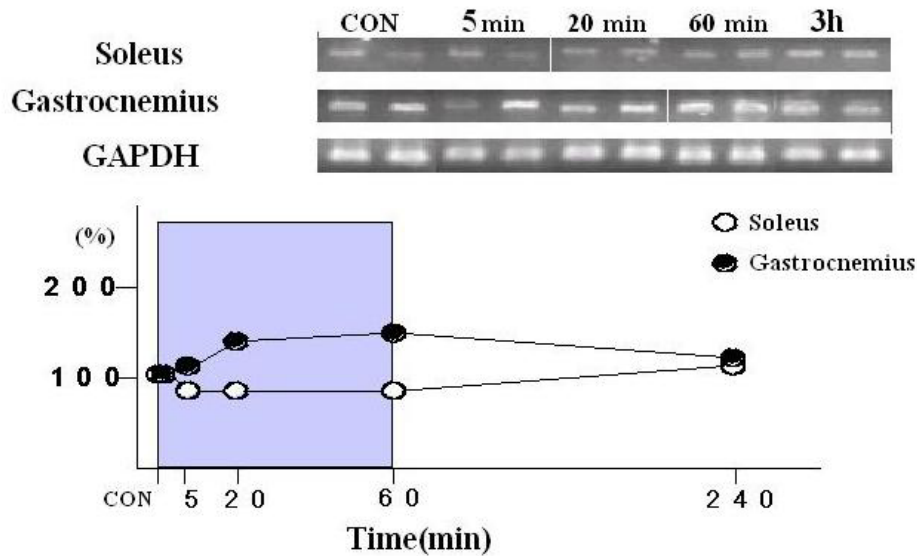 CON 5 min 20 min 60 min 3h
Soleus
Gastrocnemius
GAPDH
(%)
Soleus
Gastrocnemius
200
100
CON 5 20 60 240
Time(min)